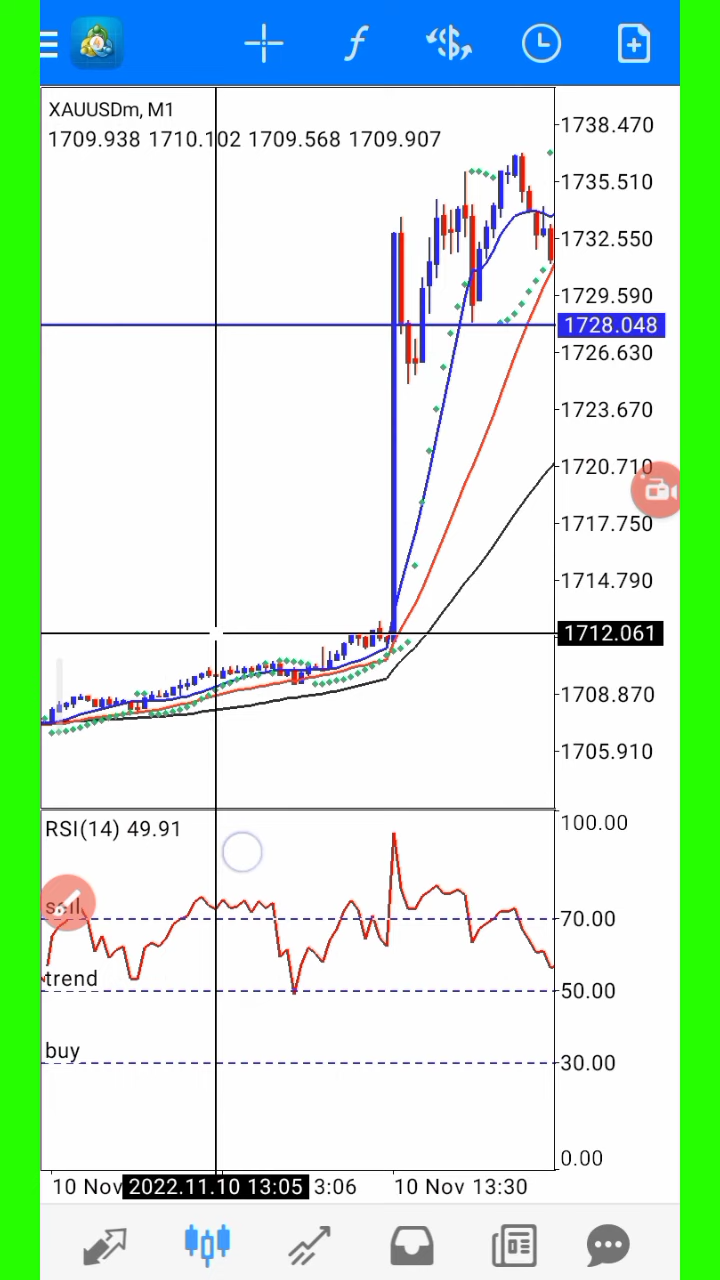 XAUUSDm, M1
1709.938 1710.102 1709.568 1709.907
1738.470
1735.510
1732.550
1729.590
1728.048
1726.630
1723.670
1720.710
1717.750
1714.790
1712.061
1708.870
1705.910
RSI(14) 49.91
100.00
sell
70.00
trend
50.00
buy
30.00
0.00
10 Nov 2022.11.10 13:05 3:06 10 Nov 13:30